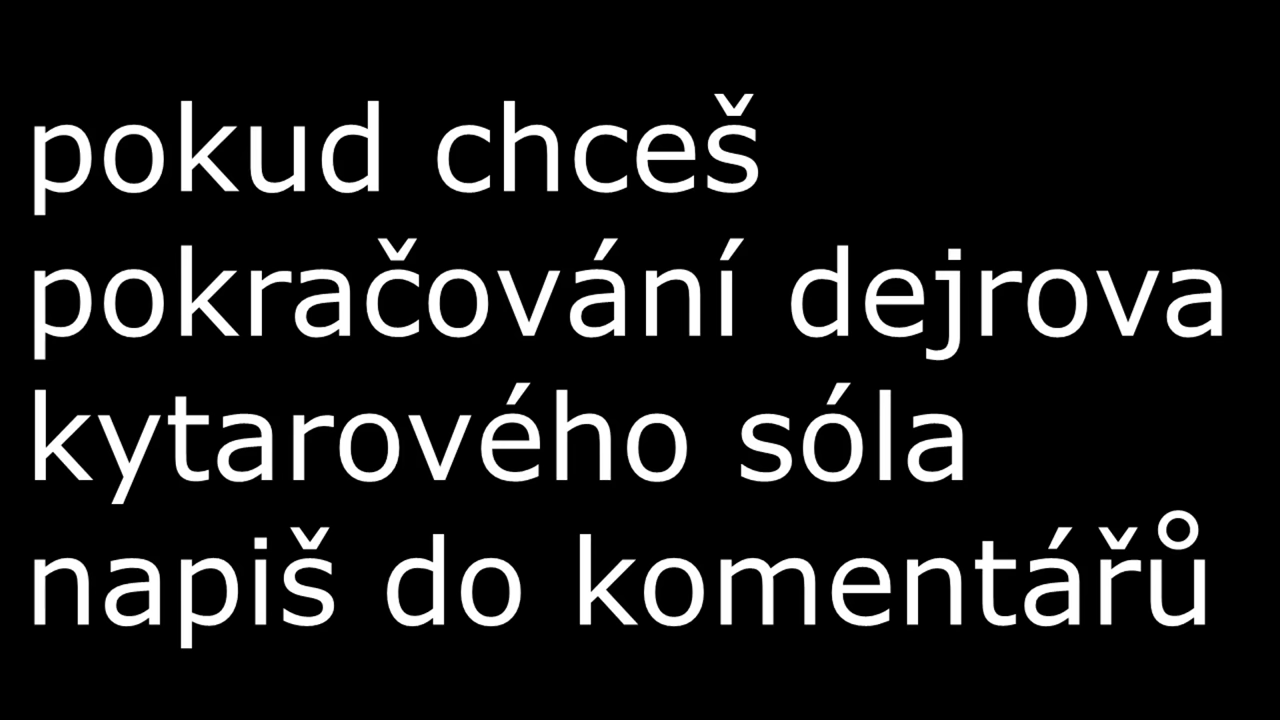 pokud chceš
pokračování dejrova
kytarového sóla
napiš do komentářů